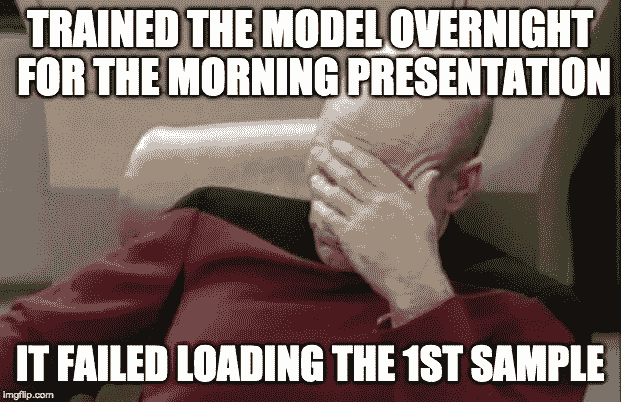 TRAINED THE MODEL OVERNIGHT
FOR THE MORNING PRESENTATION
IT FAILED LOADING THE 1ST SAMPLE
imgflip.com